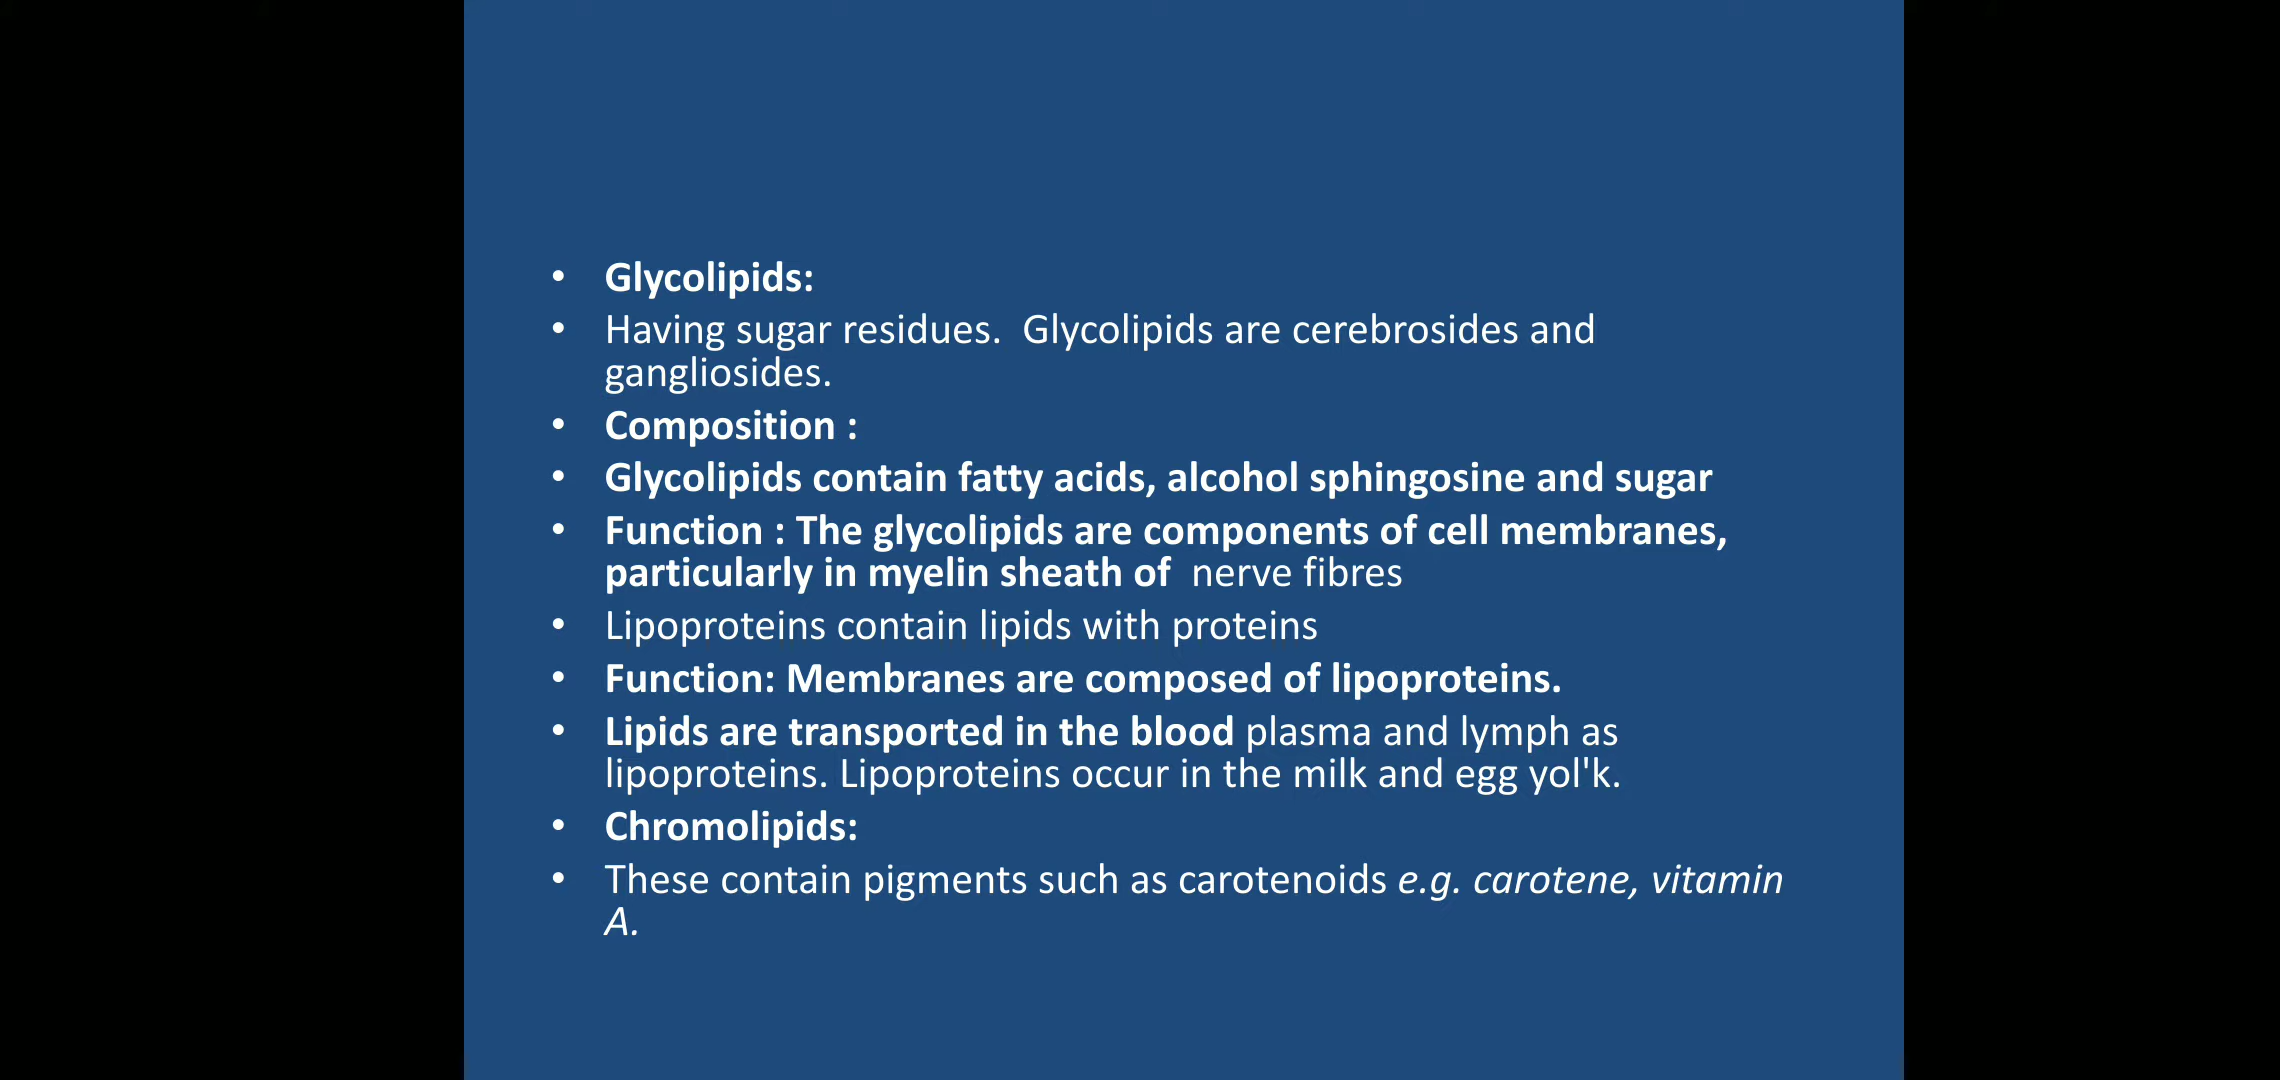 • Glycolipids:
• Having sugar residues.  Glycolipids are cerebrosides and
gangliosides.
• Composition :
• Glycolipids contain fatty acids, alcohol sphingosine and sugar
• Function : The glycolipids are components of cell membranes,
particularly in myelin sheath of  nerve fibres
• Lipoproteins contain lipids with proteins
• Function: Membranes are composed of lipoproteins.
• Lipids are transported in the blood plasma and lymph as
lipoproteins. Lipoproteins occur in the milk and egg yol'k.
• Chromolipids:
• These contain pigments such as carotenoids e.g. carotene, vitamin
A.